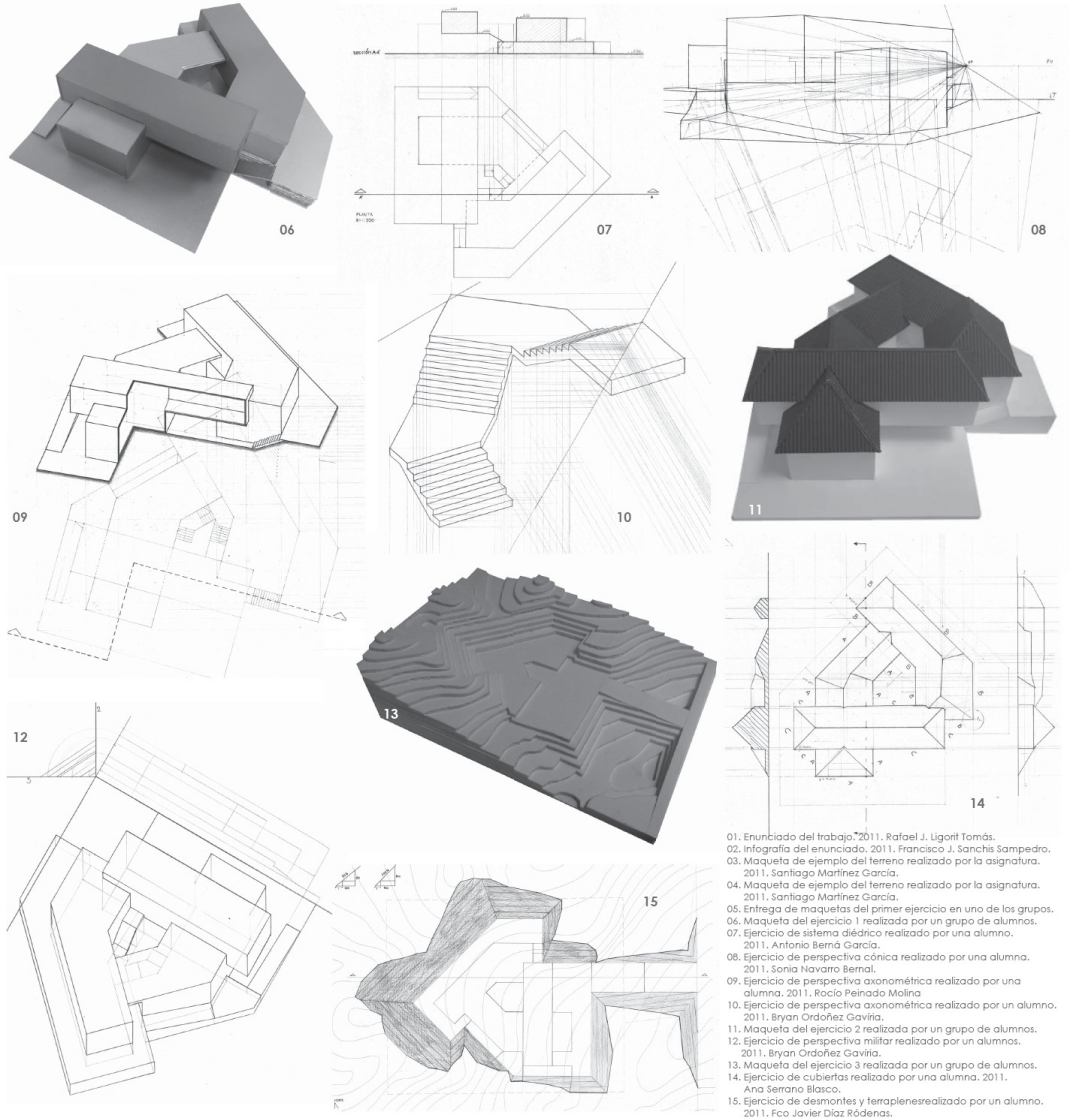 06
SECCIÓN A-A'
PLANTA
07
PV
LT
08
09
10
11
13
2
12
3
A
B
C
14
15
01. Enunciado del trabajo. 2011. Rafael J. Ligorit Tomás.
02. Infografía del enunciado. 2011. Francisco J. Sanchis Sampedro.
03. Maqueta de ejemplo del terreno realizado por la asignatura.
2011. Santiago Martínez García.
04. Maqueta de ejemplo del terreno realizado por la asignatura.
2011. Santiago Martínez García.
05. Entrega de maquetas del primer ejercicio en uno de los grupos.
06. Maqueta del ejercicio 1 realizada por un grupo de alumnos.
07. Ejercicio de sistema diédrico realizado por una alumno.
2011. Antonio Berná García.
08. Ejercicio de perspectiva cónica realizado por una alumna.
2011. Sonia Navarro Bernal.
09. Ejercicio de perspectiva axonométrica realizado por una
alumna. 2011. Rocío Peinado Molina
10. Ejercicio de perspectiva axonométrica realizado por un alumno.
2011. Bryan Ordoñez Gavíria.
11. Maqueta del ejercicio 2 realizada por un grupo de alumnos.
12. Ejercicio de perspectiva militar realizado por un alumnos.
2011. Bryan Ordoñez Gavíria.
13. Maqueta del ejercicio 3 realizada por un grupo de alumnos.
14. Ejercicio de cubiertas realizado por una alumna. 2011.
Ana Serrano Blasco.
15. Ejercicio de desmontes y terraplenesrealizado por un alumno.
2011. Fco Javier Díaz Ródenas.